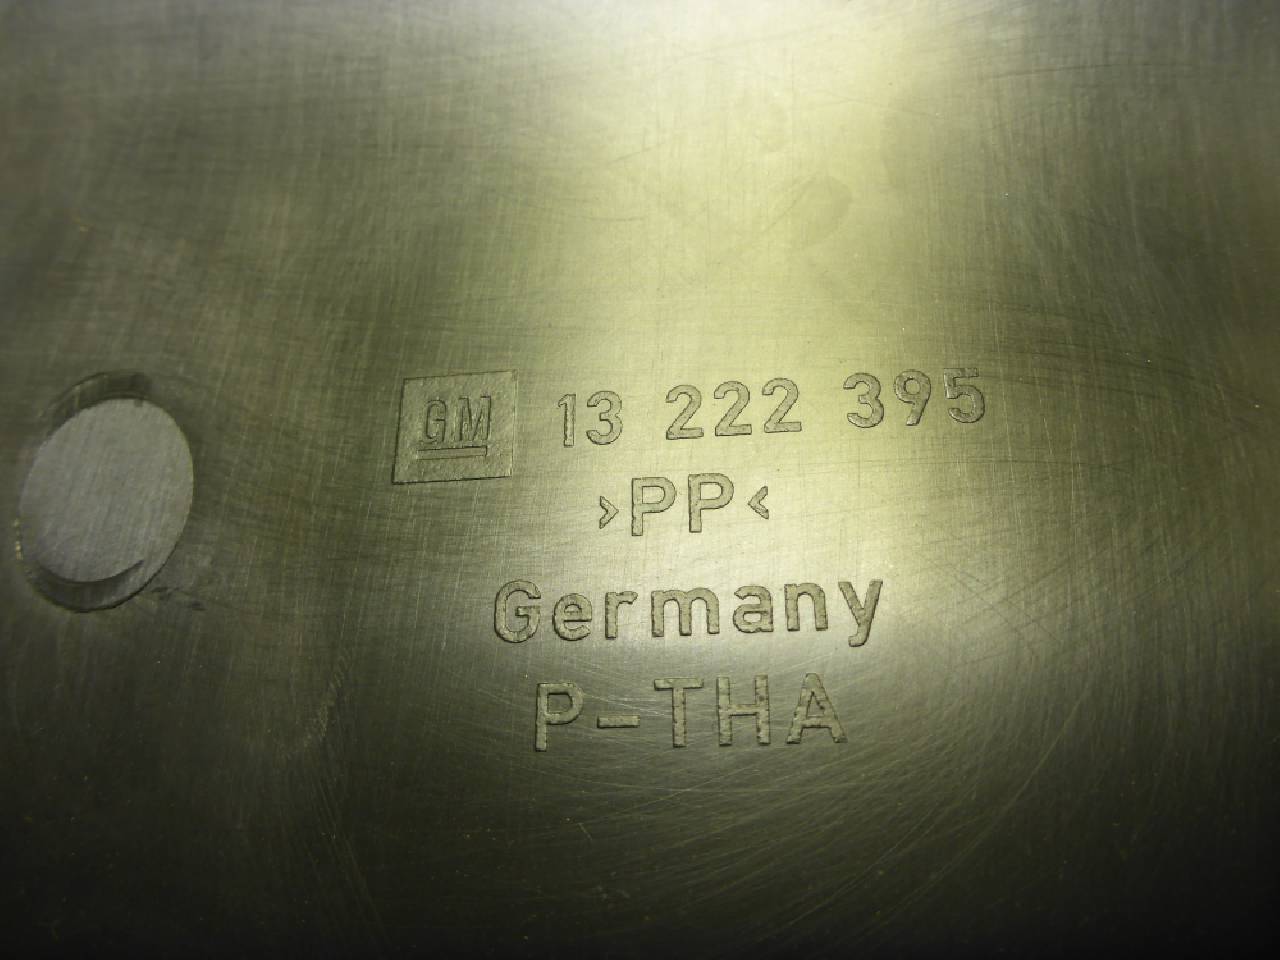 GM 13 222 395
>PP<
Germany
P-THA